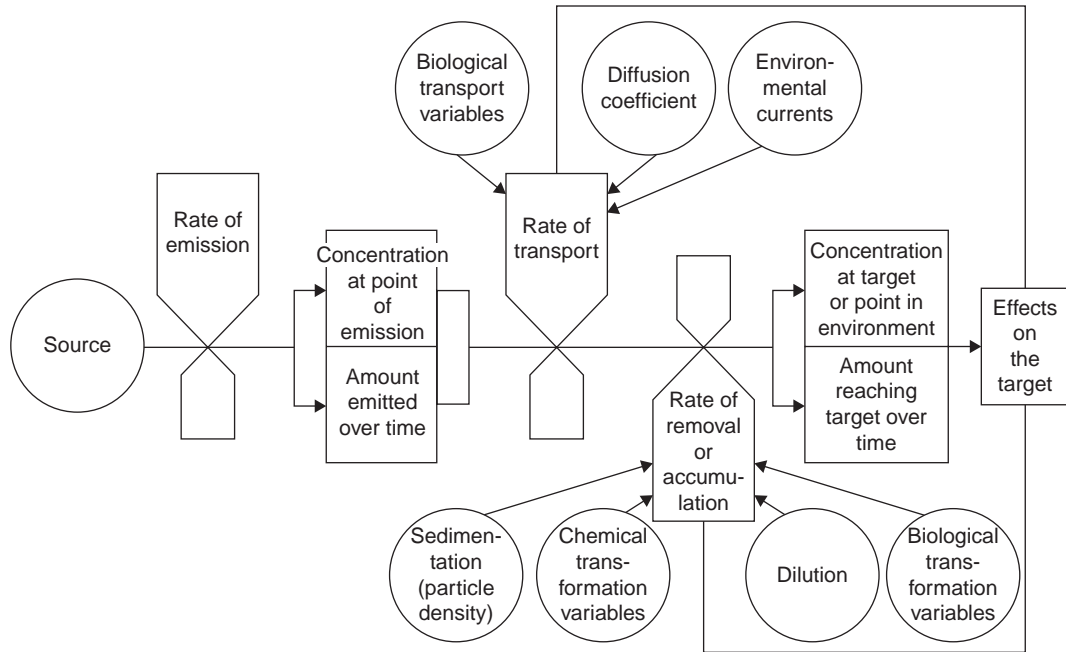 Biological
transport
variables
Diffusion
coefficient
Environ-
mental
currents
Rate of
emission
Rate of
transport
Concentration
at point
of
emission
Concentration
at target
or point in
environment
Source
Effects
on
the
target
Amount
emitted
over time
Amount
reaching
target over
time
Rate of
removal
or
accumu-
lation
Sedimen-
tation
(particle
density)
Chemical
trans-
formation
variables
Dilution
Biological
trans-
formation
variables